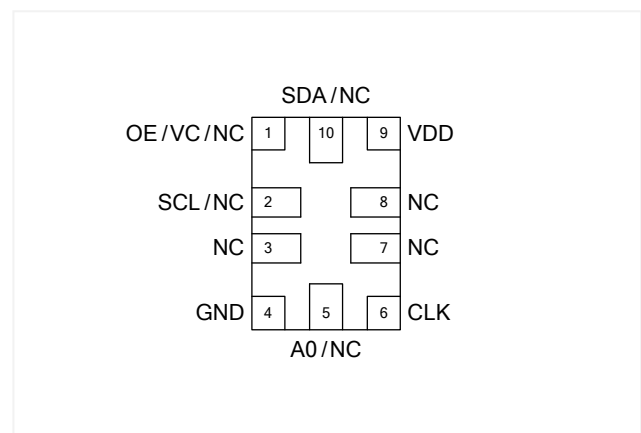 SDA/NC
OE/VC/NC 1 10 9 VDD
SCL/NC 2 8 NC
NC 3 7 NC
GND 4 5 6 CLK
A0/NC